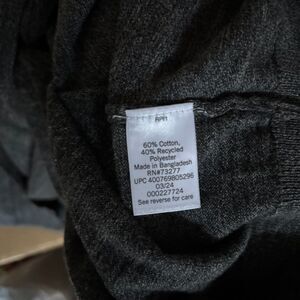 60% Cotton,
40% Recycled
Polyester
Made in Bangladesh
RN#73277
UPC 400769805296
03/24
000227724
See reverse for care